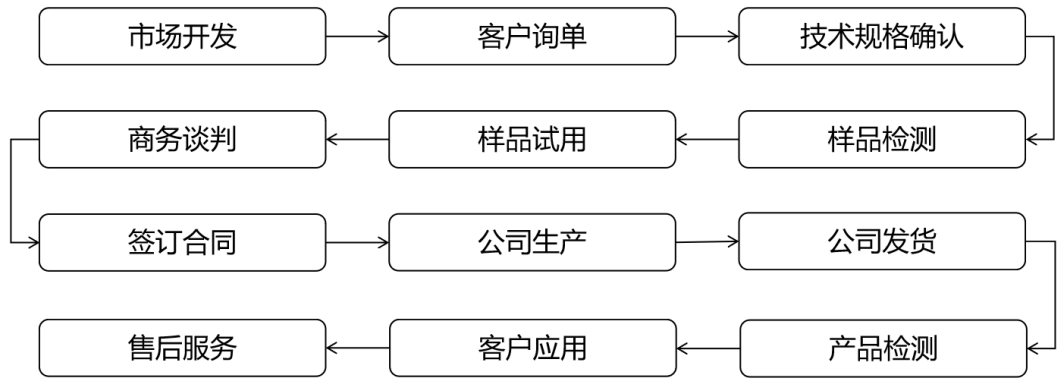 市场开发
客户询单
技术规格确认
样品检测
样品试用
商务谈判
签订合同
公司生产
公司发货
产品检测
客户应用
售后服务